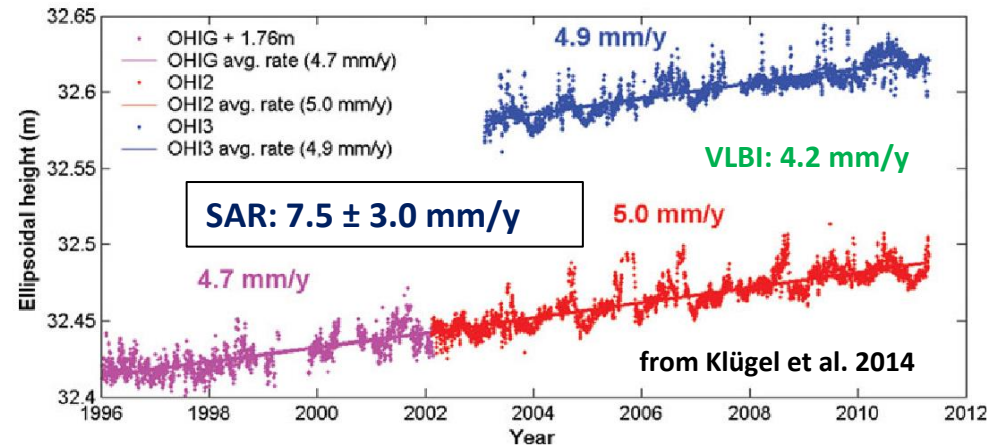 32.65
32.6
32.55
32.5
32.45
32.4
Ellipsoidal height (m)
OHIG + 1.76m
OHIG avg. rate (4.7 mm/y)
OHI2
OHI2 avg. rate (5.0 mm/y)
OHI3
OHI3 avg. rate (4,9 mm/y)
4.9 mm/y
VLBI: 4.2 mm/y
SAR: 7.5 ± 3.0 mm/y
5.0 mm/y
4.7 mm/y
from Klügel et al. 2014
1996 1998 2000 2002 2004 2006 2008 2010 2012
Year